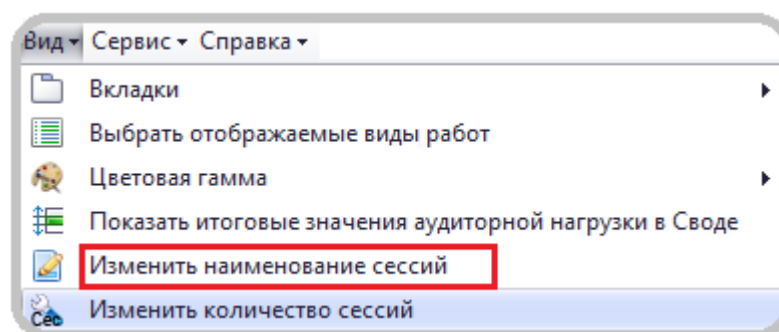 Вид Сервис Справка
Вкладки
Выбрать отображаемые виды работ
Цветовая гамма
Показать итоговые значения аудиторной нагрузки в Своде
Изменить наименование сессий
Сес Изменить количество сессий